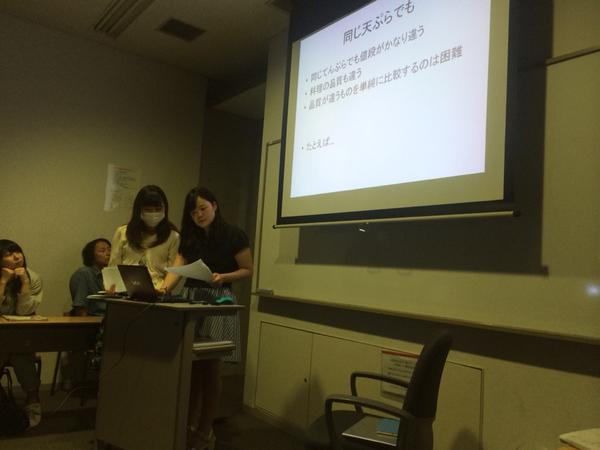 同じ天ぷらでも
• 同じてんぷらでも値段がかなり違う
• 料理の品質も違う
• 品質が違うものを単純に比較するのは困難
• たとえば…